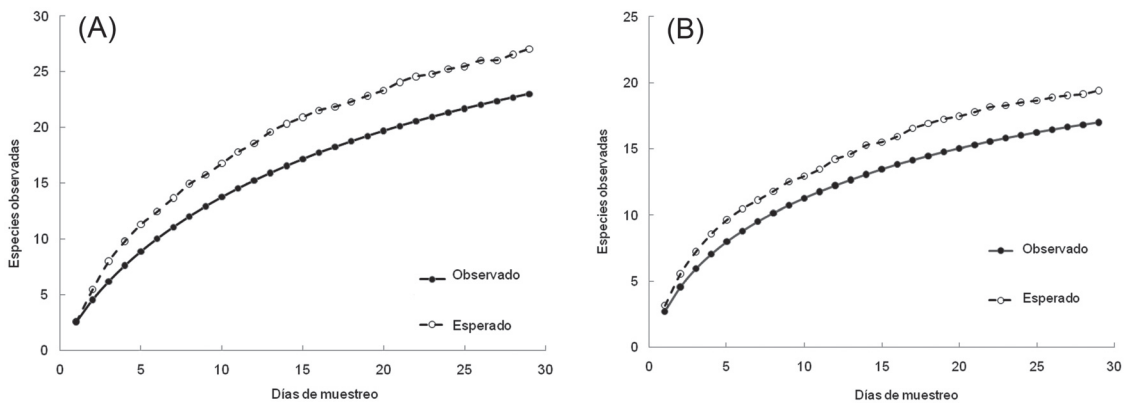 (A)
30
25
20
15
10
5
0
Especies observadas
0 5 10 15 20 25 30
Días de muestreo
Observado
Esperado
(B)
25
20
15
10
5
0
Especies observadas
0 5 10 15 20 25 30
Días de muestreo
Observado
Esperado